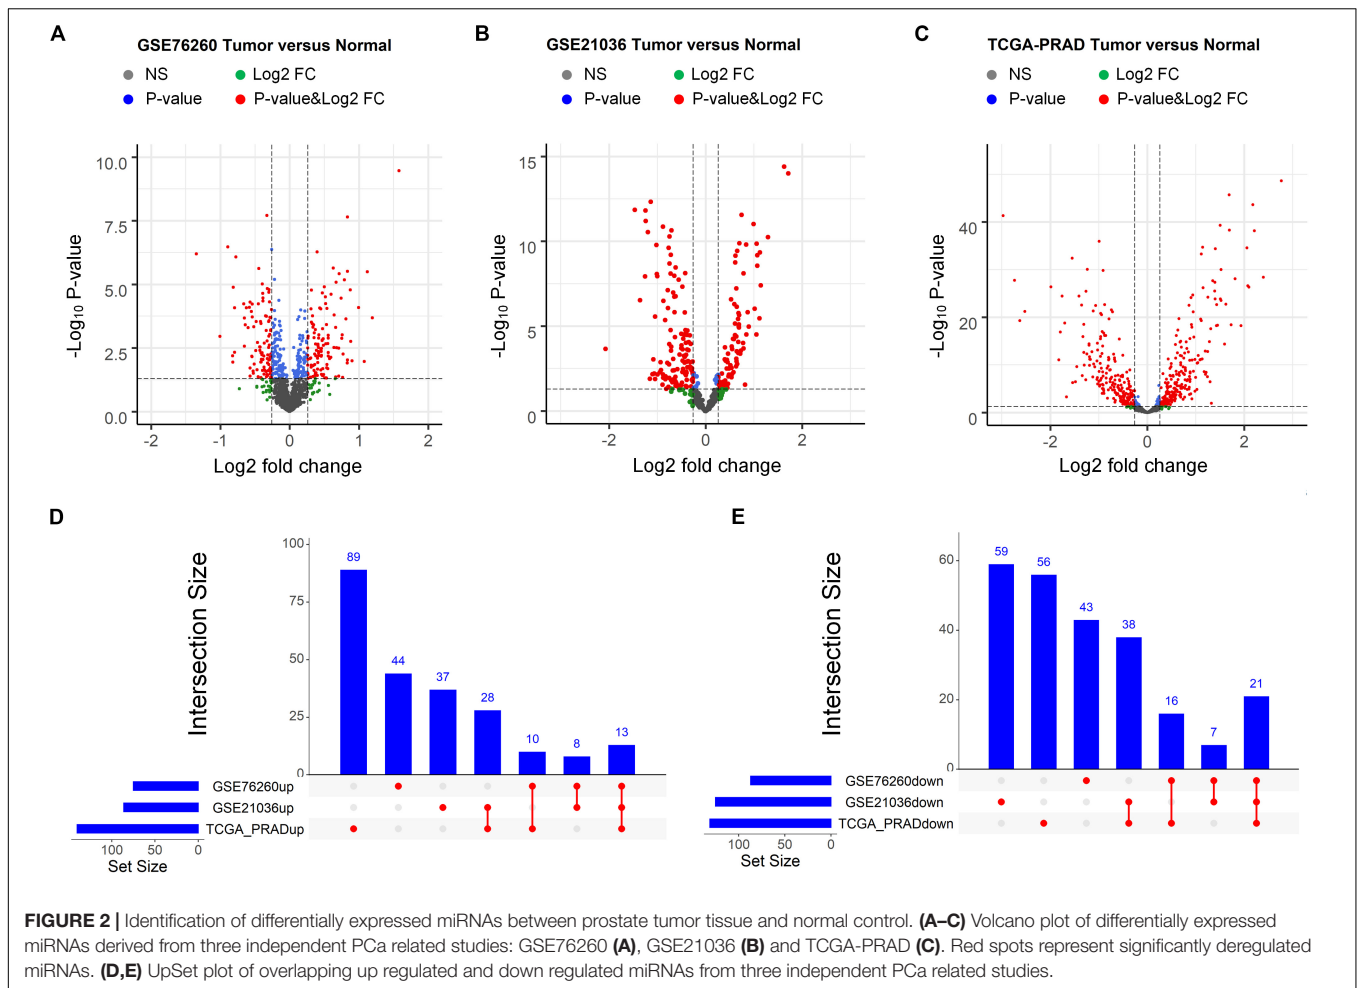 A
GSE76260 Tumor versus Normal
NS
Log2 FC
P-value
P-value&Log2 FC
10.0
7.5
5.0
2.5
0.0
-Log10 P-value
-2
-1
0
1
2
Log2 fold change
B
GSE21036 Tumor versus Normal
NS
Log2 FC
P-value
P-value&Log2 FC
15
10
5
0
-Log10 P-value
-2
0
2
Log2 fold change
C
TCGA-PRAD Tumor versus Normal
NS
Log2 FC
P-value
P-value&Log2 FC
40
20
0
-Log10 P-value
-2
0
2
Log2 fold change
D
Intersection Size
100
75
50
25
0
89
44
37
28
10
8
13
GSE76260up
GSE21036up
TCGA_PRADup
100
50
0
Set Size
E
Intersection Size
60
40
20
0
59
56
43
38
16
7
21
GSE76260down
GSE21036down
TCGA_PRADdown
100
50
0
Set Size
FIGURE 2 | Identification of differentially expressed miRNAs between prostate tumor tissue and normal control. (A–C) Volcano plot of differentially expressed
miRNAs derived from three independent PCa related studies: GSE76260 (A), GSE21036 (B) and TCGA-PRAD (C). Red spots represent significantly deregulated
miRNAs. (D,E) UpSet plot of overlapping up regulated and down regulated miRNAs from three independent PCa related studies.